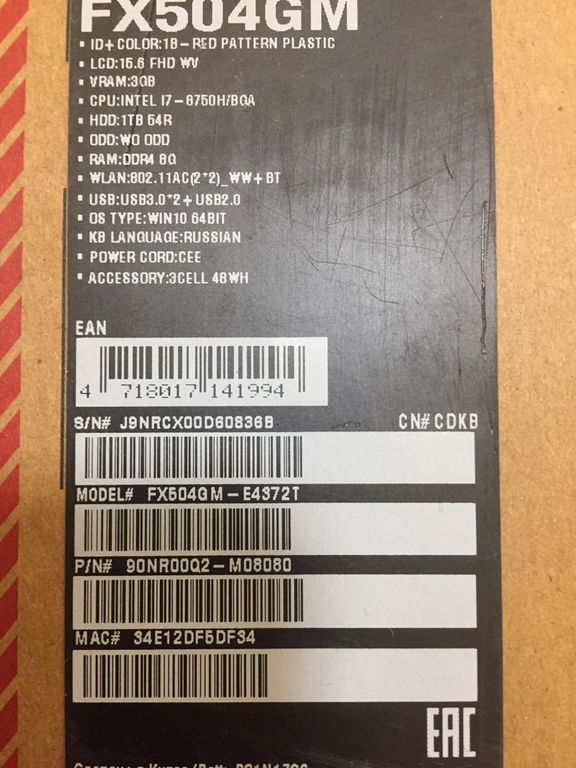 FX504GM
▪ ID+COLOR:1B-RED PATTERN PLASTIC
▪ LCD:15.6 FHD WV
▪ VRAM:3GB
▪ CPU:INTEL I7-8750H/BGA
▪ HDD:1TB 54R
▪ ODD:WO ODD
▪ RAM:DDR4 8G
▪ WLAN:802.11AC(2*2)_WW+BT
▪ USB:USB3.0*2+USB2.0
▪ OS TYPE:WIN10 64BIT
▪ KB LANGUAGE:RUSSIAN
▪ POWER CORD:CEE
▪ ACCESSORY:3CELL 48WH
EAN
4 718017 141994
S/N# J9NRCX00D60836B CN# CDKB
MODEL# FX504GM-E4372T
P/N# 90NR00Q2-M08080
MAC# 34E12DF5DF34
EAC